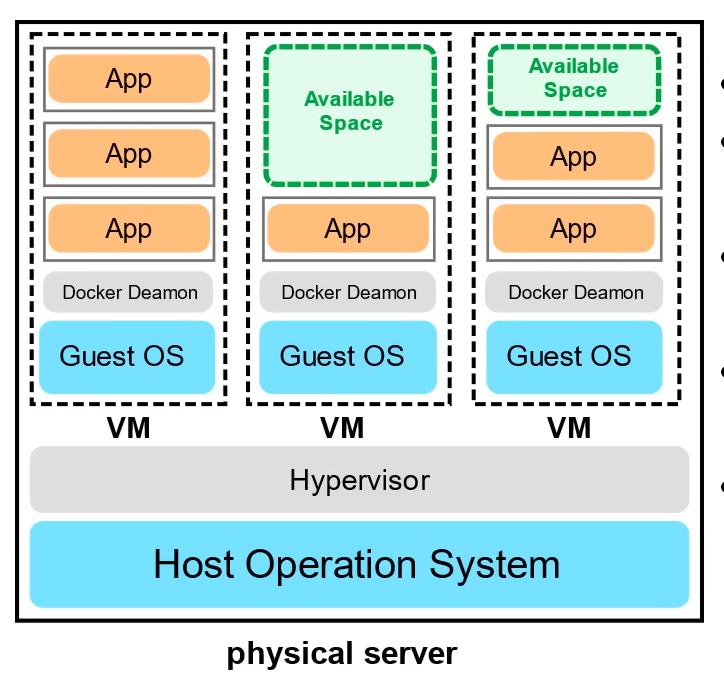 App
App
App
Docker Deamon
Guest OS
VM
Available
Space
App
Docker Deamon
Guest OS
VM
Available
Space
App
App
Docker Deamon
Guest OS
VM
Hypervisor
Host Operation System
physical server